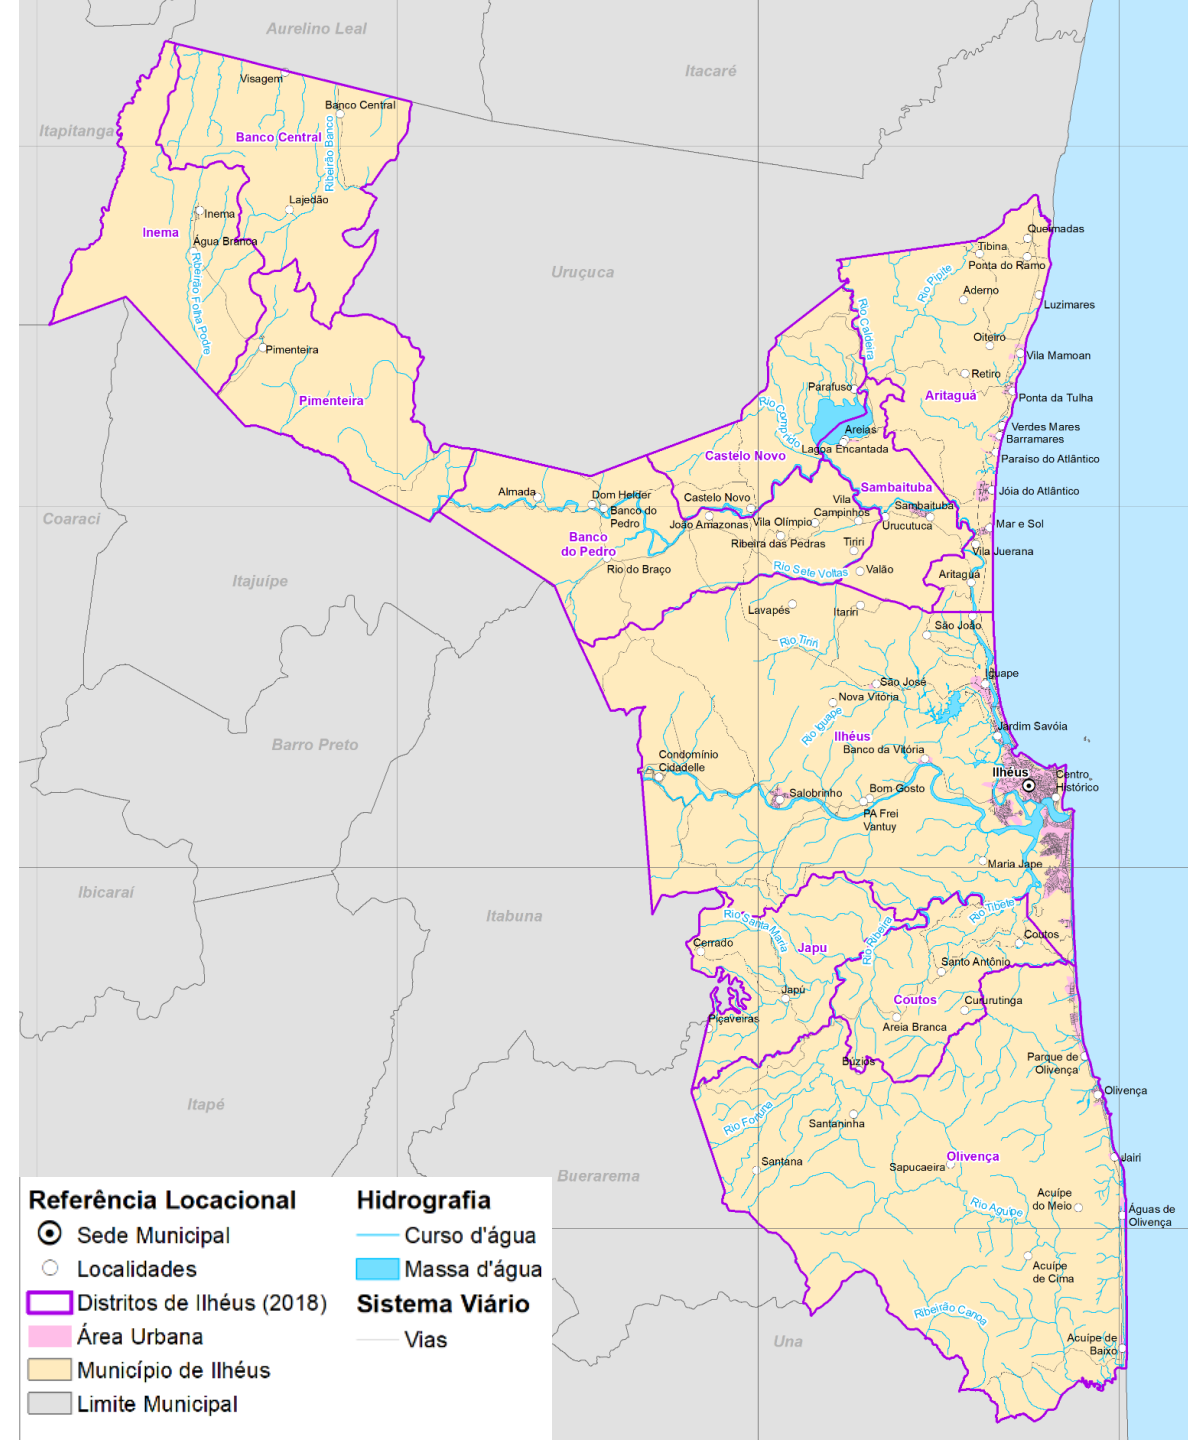 Aurelino Leal
Itacaré
Visagem
Banco Central
Itapitanga
Banco Central
Ribeirão Banco
Lajedão
Inema
Inema
Água Branca
Ribeirão Folha Podre
Uruçuca
Queimadas
Tibina
Ponta do Ramo
Rio Pipite
Aderno
Luzimares
Rio Caldeira
Oiteiro
Vila Mamoan
Pimenteira
Retiro
Parafuso
Pimenteira
Aritaguá
Ponta da Tulha
Rio Comprido
Areias
Verdes Mares
Barramares
Lagoa Encantada
Castelo Novo
Paraíso do Atlântico
Sambaituba
Almada
Dom Helder
Castelo Novo
Vila
Campinhos
Sambaituba
Jóia do Atlântico
Banco do
Pedro
João Amazonas
Vila Olímpio
Urucutuca
Mar e Sol
Coaraci
Banco
do Pedro
Ribeira das Pedras
Tiriri
Vila Juerana
Rio do Braço
Rio Sete Voltas
Valão
Aritaguá
Itajuípe
Lavapés
Itariri
São João
Rio Tiriri
Iguape
São José
Nova Vitória
Rio Iguape
Ilhéus
Jardim Savóia
Barro Preto
Banco da Vitória
Condomínio
Cidadelle
Ilhéus
Centro
Histórico
Salobrinho
Bom Gosto
PA Frei
Vantuy
Maria Jape
Ibicaraí
Itabuna
Rio Tibete
Rio Santa Maria
Rio Ribeira
Cerrado
Japu
Coutos
Santo Antônio
Japú
Coutos
Cururutinga
Piçaveiras
Areia Branca
Búzios
Parque de
Olivença
Itapé
Olivença
Rio Fortuna
Santaninha
Santana
Sapucaeira
Olivença
Jairi
Buerarema
Acuípe
do Meio
Rio Aguipe
Águas de
Olivença
Acuípe
de Cima
Ribeirão Canoa
Una
Acuípe de
Baixo
Referência Locacional
Sede Municipal
Localidades
Distritos de Ilhéus (2018)
Área Urbana
Município de Ilhéus
Limite Municipal
Hidrografia
Curso d'água
Massa d'água
Sistema Viário
Vias